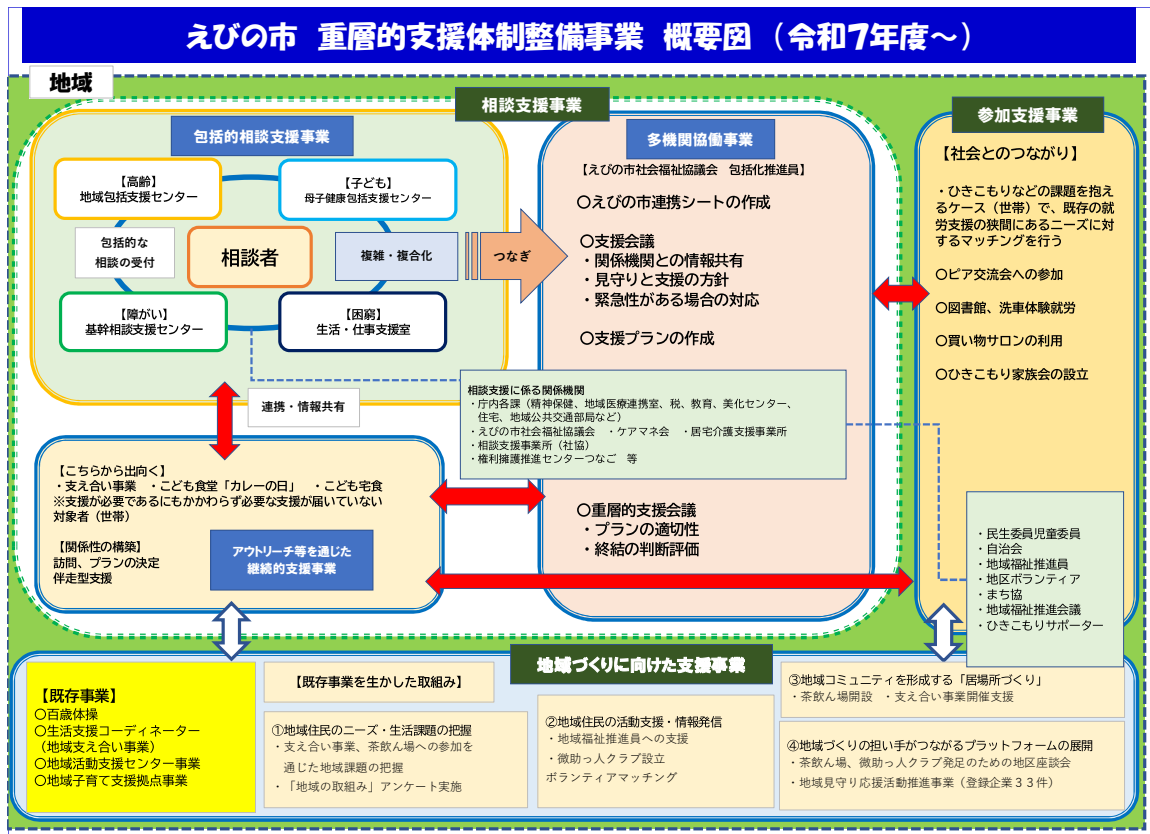 えびの市 重層的支援体制整備事業 概要図（令和7年度～）
地域
相談支援事業
包括的相談支援事業
【高齢】
地域包括支援センター
【子ども】
母子健康包括支援センター
包括的な
相談の受付
相談者
複雑・複合化
つなぎ
【障がい】
基幹相談支援センター
【困窮】
生活・仕事支援室
連携・情報共有
多機関協働事業
【えびの市社会福祉協議会　包括化推進員】
〇えびの市連携シートの作成
〇支援会議
・関係機関との情報共有
・見守りと支援の方針
・緊急性がある場合の対応
〇支援プランの作成
相談支援に係る関係機関
・庁内各課（精神保健、地域医療連携室、税、教育、美化センター、
住宅、地域公共交通部局など）
・えびの市社会福祉協議会　・ケアマネ会　・居宅介護支援事業所
・相談支援事業所（社協）
・権利擁護推進センターつなご　等
〇重層的支援会議
・プランの適切性
・終結の判断評価
参加支援事業
【社会とのつながり】
・ひきこもりなどの課題を抱え
るケース（世帯）で、既存の就
労支援の狭間にあるニーズに対
するマッチングを行う
〇ピア交流会への参加
〇図書館、洗車体験就労
〇買い物サロンの利用
〇ひきこもり家族会の設立
・民生委員児童委員
・自治会
・地域福祉推進員
・地区ボランティア
・まち協
・地域福祉推進会議
・ひきこもりサポーター
【こちらから出向く】
・支え合い事業　・こども食堂「カレーの日」　・こども宅食
※支援が必要であるにもかかわらず必要な支援が届いていない
対象者（世帯）
【関係性の構築】
訪問、プランの決定
伴走型支援
アウトリーチ等を通じた
継続的支援事業
地域づくりに向けた支援事業
【既存事業】
〇百歳体操
〇生活支援コーディネーター
（地域支え合い事業）
〇地域活動支援センター事業
〇地域子育て支援拠点事業
【既存事業を生かした取組み】
①地域住民のニーズ・生活課題の把握
・支え合い事業、茶飲ん場への参加を
通じた地域課題の把握
・「地域の取組み」アンケート実施
②地域住民の活動支援・情報発信
・地域福祉推進員への支援
・微助っ人クラブ設立
ボランティアマッチング
③地域コミュニティを形成する「居場所づくり」
・茶飲ん場開設　・支え合い事業開催支援
④地域づくりの担い手がつながるプラットフォームの展開
・茶飲ん場、微助っ人クラブ発足のための地区座談会
・地域見守り応援活動推進事業（登録企業３３件）